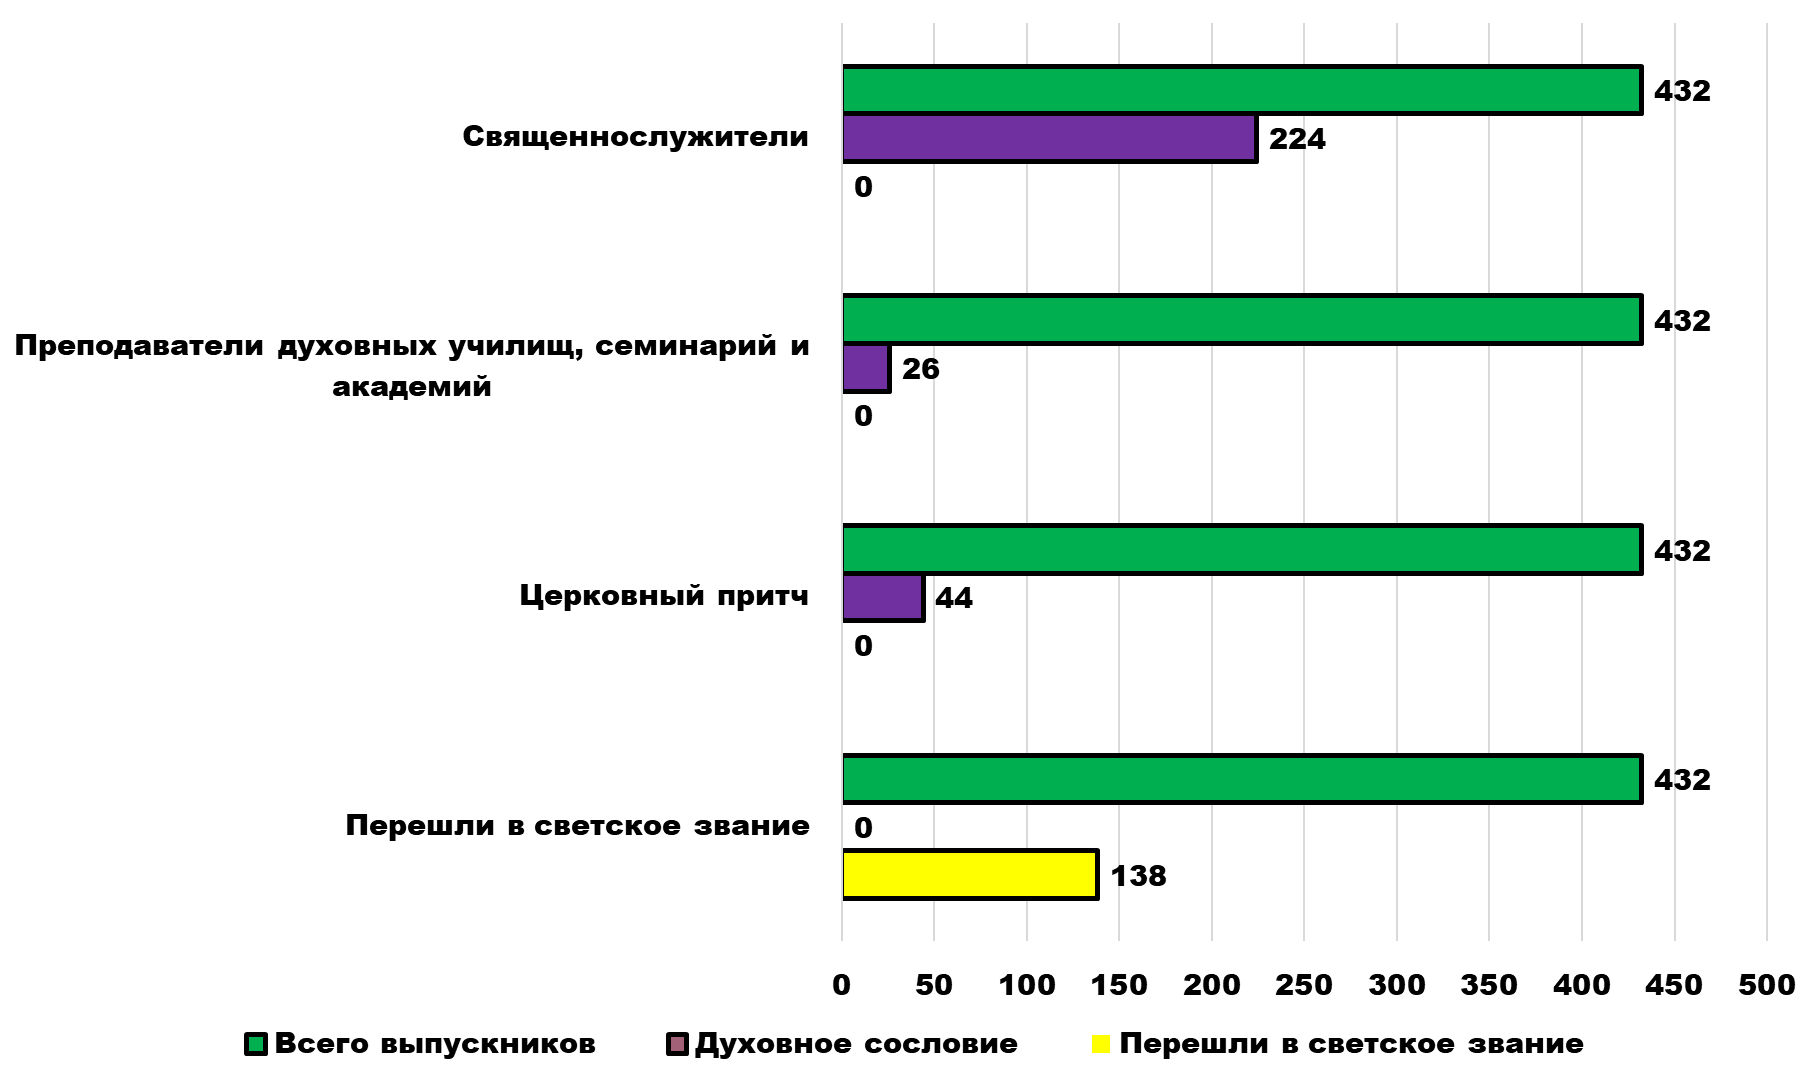 432
Священнослужители
224
0
432
Преподаватели духовных училищ, семинарий и
академий
26
0
432
Церковный притч
44
0
432
Перешли в светское звание
0
138
0 50 100 150 200 250 300 350 400 450 500
Всего выпускников Духовное сословие Перешли в светское звание